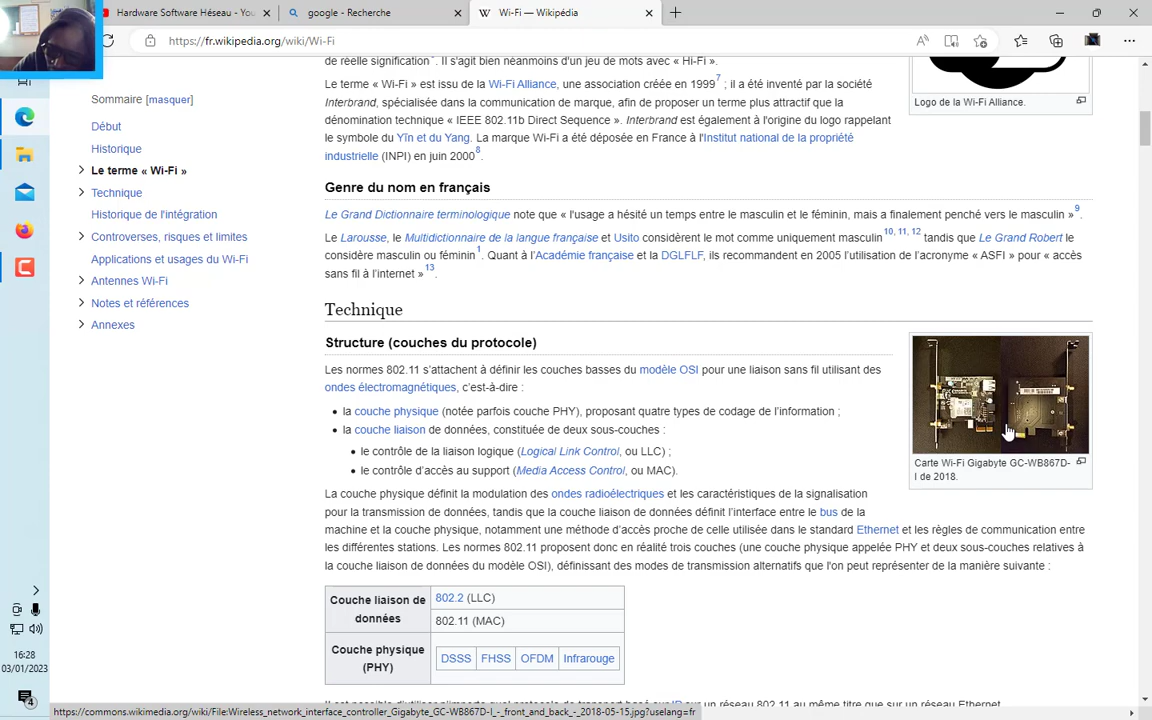 Hardware Software Héseau - You
google - Recherche
Wi-Fi — Wikipédia
https://fr.wikipedia.org/wiki/Wi-Fi
Sommaire [masquer]
Début
Historique
Le terme « Wi-Fi »
Technique
Historique de l'intégration
Controverses, risques et limites
Applications et usages du Wi-Fi
Antennes Wi-Fi
Notes et références
Annexes
de réelle signification . Il s'agit bien néanmoins d'un jeu de mots avec « Hi-Fi ».
Le terme « Wi-Fi » est issu de la Wi-Fi Alliance, une association créée en 1999 7 ; il a été inventé par la société
Interbrand, spécialisée dans la communication de marque, afin de proposer un terme plus attractif que la
dénomination technique « IEEE 802.11b Direct Sequence ». Interbrand est également à l'origine du logo rappelant
le symbole du Yīn et du Yang. La marque Wi-Fi a été déposée en France à l'Institut national de la propriété
industrielle (INPI) en juin 2000 8.
Logo de la Wi-Fi Alliance.
Genre du nom en français
Le Grand Dictionnaire terminologique note que « l'usage a hésité un temps entre le masculin et le féminin, mais a finalement penché vers le masculin » 9.
Le Larousse, le Multidictionnaire de la langue française et Usito considèrent le mot comme uniquement masculin 10, 11, 12 tandis que Le Grand Robert le
considère masculin ou féminin 1. Quant à l'Académie française et la DGLFLF, ils recommandent en 2005 l'utilisation de l'acronyme « ASFI » pour « accès
sans fil à l'internet » 13.
Technique
Structure (couches du protocole)
Les normes 802.11 s'attachent à définir les couches basses du modèle OSI pour une liaison sans fil utilisant des
ondes électromagnétiques, c'est-à-dire :
• la couche physique (notée parfois couche PHY), proposant quatre types de codage de l'information ;
• la couche liaison de données, constituée de deux sous-couches :
• le contrôle de la liaison logique (Logical Link Control, ou LLC) ;
• le contrôle d'accès au support (Media Access Control, ou MAC).
Carte Wi-Fi Gigabyte GC-WB867D-
I de 2018.
La couche physique définit la modulation des ondes radioélectriques et les caractéristiques de la signalisation
pour la transmission de données, tandis que la couche liaison de données définit l'interface entre le bus de la
machine et la couche physique, notamment une méthode d'accès proche de celle utilisée dans le standard Ethernet et les règles de communication entre
les différentes stations. Les normes 802.11 proposent donc en réalité trois couches (une couche physique appelée PHY et deux sous-couches relatives à
la couche liaison de données du modèle OSI), définissant des modes de transmission alternatifs que l'on peut représenter de la manière suivante :
Couche liaison de
données
802.2 (LLC)
802.11 (MAC)
Couche physique
(PHY)
DSSS FHSS OFDM Infrarouge
16:28
03/01/2023
4
https://commons.wikimedia.org/wiki/File:Wireless_network_interface_controller_Gigabyte_GC-WB867D-I_-_front_and_back_-_2018-05-15.jpg?uselang=fr
un réseau 802.11 au même titre que sur un réseau Ethernet